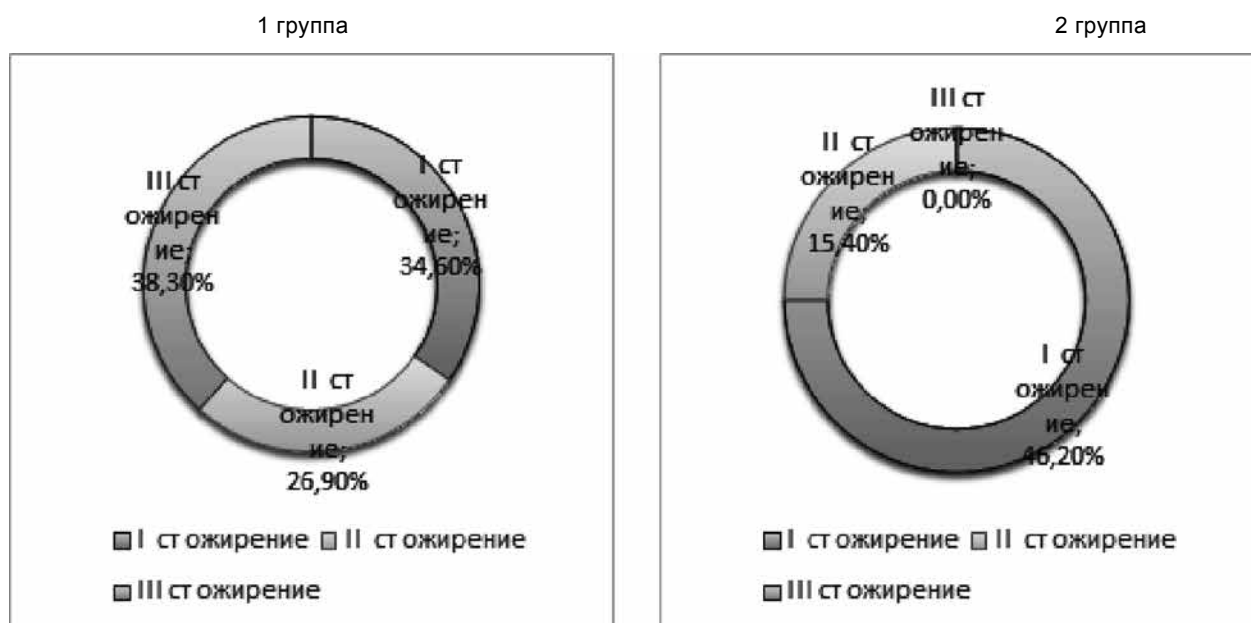 1 группа
2 группа
I ст
ожирен
ие;
34,60%
II ст
ожирен
ие;
26,90%
III ст
ожирен
ие;
38,30%
I ст ожирение II ст ожирение
III ст ожирение
III ст
ожирен
ие;
0,00%
II ст
ожирен
ие;
15,40%
I ст
ожирен
ие;
46,20%
I ст ожирение II ст ожирение
III ст ожирение